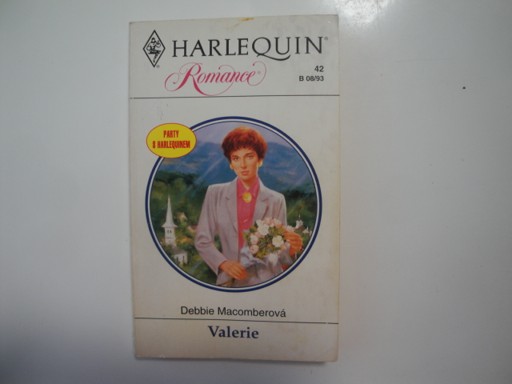 HARLEQUIN®
Romance
42
B 08/93
PARTY
S HARLEQUINEM
Debbie Macomberová
Valerie